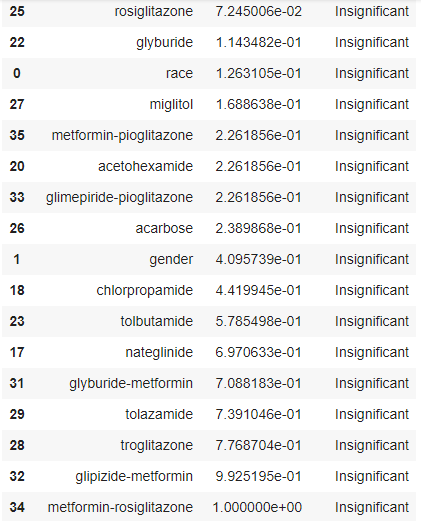 25 rosiglitazone 7.245006e-02 Insignificant
22 glyburide 1.143482e-01 Insignificant
0 race 1.263105e-01 Insignificant
27 miglitol 1.688638e-01 Insignificant
35 metformin-pioglitazone 2.261856e-01 Insignificant
20 acetohexamide 2.261856e-01 Insignificant
33 glimepiride-pioglitazone 2.261856e-01 Insignificant
26 acarbose 2.389868e-01 Insignificant
1 gender 4.095739e-01 Insignificant
18 chlorpropamide 4.419945e-01 Insignificant
23 tolbutamide 5.785498e-01 Insignificant
17 nateglinide 6.970633e-01 Insignificant
31 glyburide-metformin 7.088183e-01 Insignificant
29 tolazamide 7.391046e-01 Insignificant
28 troglitazone 7.768704e-01 Insignificant
32 glipizide-metformin 9.925195e-01 Insignificant
34 metformin-rosiglitazone 1.000000e+00 Insignificant